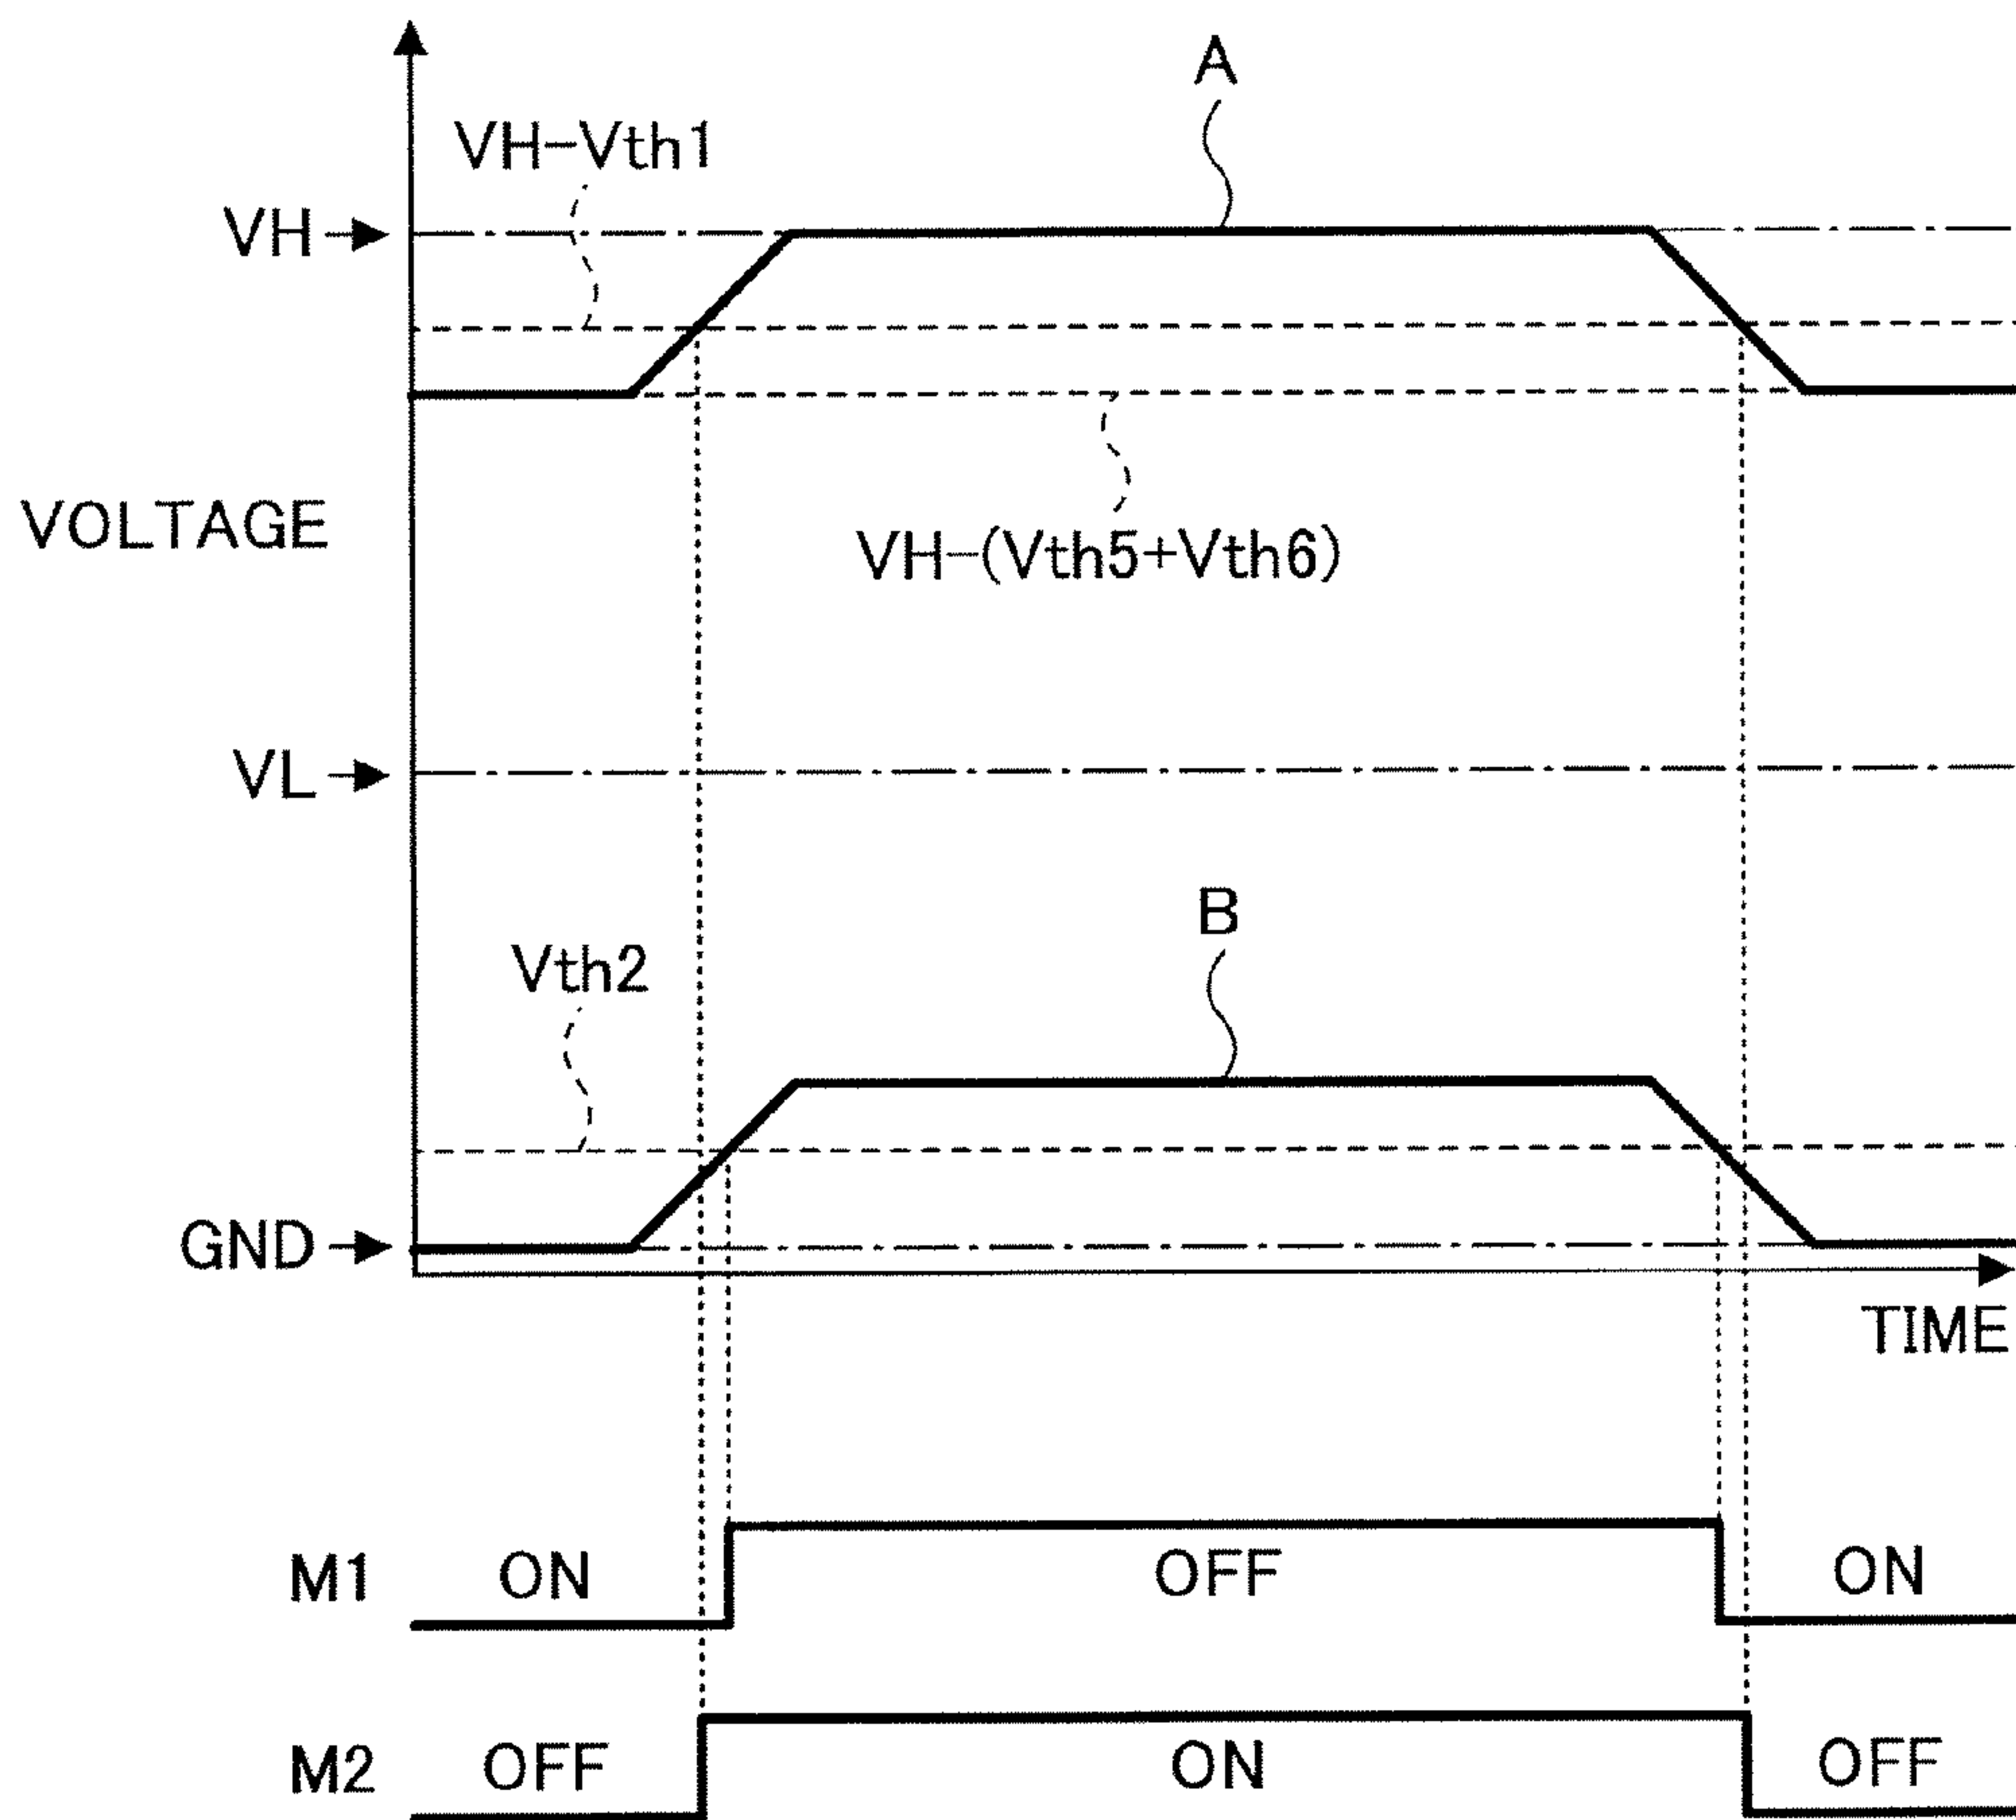 A
VH-Vth1
VH
VOLTAGE
VH-(Vth5+Vth6)
VL
B
Vth2
GND
TIME
M1 ON OFF ON
M2 OFF ON OFF